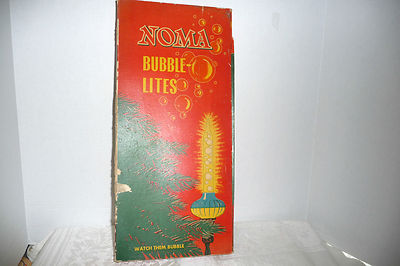 NOMA
BUBBLE-
LITES
WATCH THEM BUBBLE